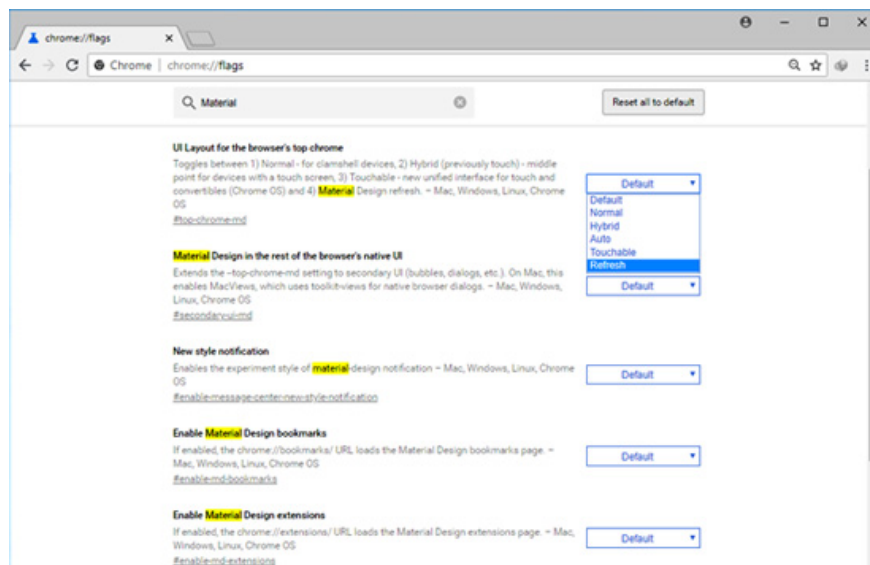 chrome://flags
Chrome | chrome://flags
Material
Reset all to default
UI Layout for the browser's top chrome
Toggles between 1) Normal - for clamshell devices, 2) Hybrid (previously touch) - middle
point for devices with a touch screen, 3) Touchable - new unified interface for touch and
convertibles (Chrome OS) and 4) Material Design refresh. – Mac, Windows, Linux, Chrome
OS
#top-chrome-md
Default
Default
Normal
Hybrid
Auto
Touchable
Refresh
Material Design in the rest of the browser's native UI
Extends the --top-chrome-md setting to secondary UI (bubbles, dialogs, etc.). On Mac, this
enables MacViews, which uses toolkit-views for native browser dialogs. – Mac, Windows,
Linux, Chrome OS
#secondary-ui-md
Default
New style notification
Enables the experiment style of material-design notification – Mac, Windows, Linux, Chrome
OS
#enable-message-center-new-style-notification
Default
Enable Material Design bookmarks
If enabled, the chrome://bookmarks/ URL loads the Material Design bookmarks page. –
Mac, Windows, Linux, Chrome OS
#enable-md-bookmarks
Default
Enable Material Design extensions
If enabled, the chrome://extensions/ URL loads the Material Design extensions page. – Mac,
Windows, Linux, Chrome OS
#enable-md-extensions
Default